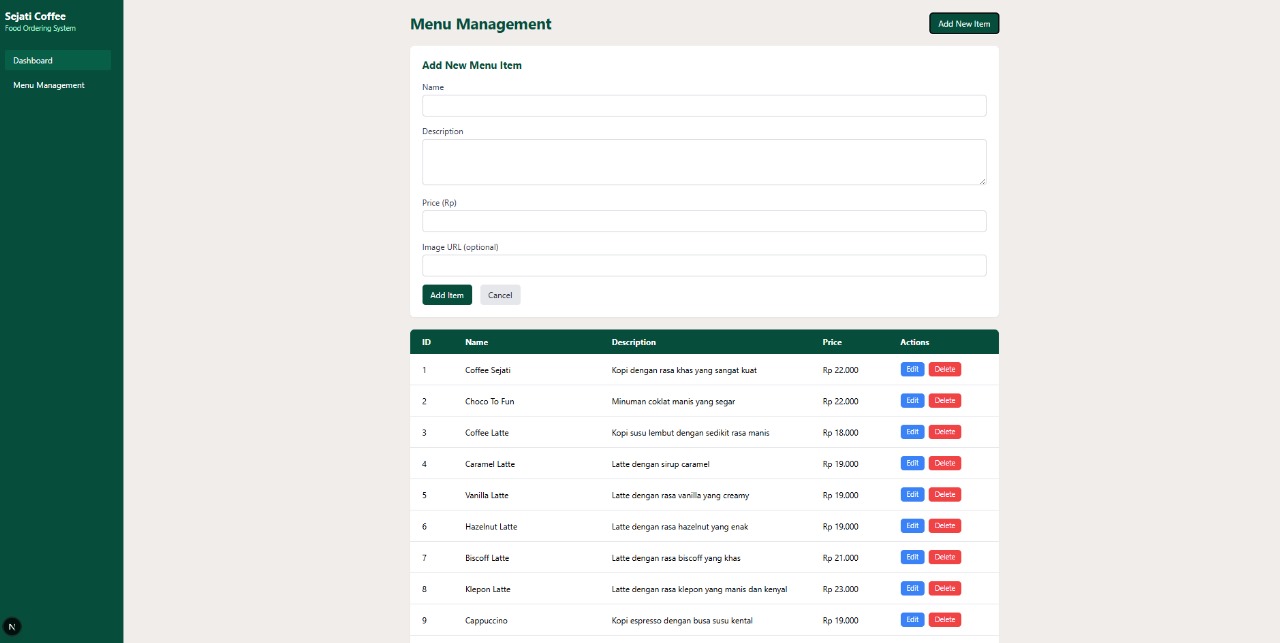 Sejati Coffee
Food Ordering System
Dashboard
Menu Management
N
Menu Management
Add New Item
Add New Menu Item
Name
Description
Price (Rp)
Image URL (optional)
Add Item Cancel
ID Name Description Price Actions
1 Coffee Sejati Kopi dengan rasa khas yang sangat kuat Rp 22.000 Edit Delete
2 Choco To Fun Minuman coklat manis yang segar Rp 22.000 Edit Delete
3 Coffee Latte Kopi susu lembut dengan sedikit rasa manis Rp 18.000 Edit Delete
4 Caramel Latte Latte dengan sirup caramel Rp 19.000 Edit Delete
5 Vanilla Latte Latte dengan rasa vanilla yang creamy Rp 19.000 Edit Delete
6 Hazelnut Latte Latte dengan rasa hazelnut yang enak Rp 19.000 Edit Delete
7 Biscoff Latte Latte dengan rasa biscoff yang khas Rp 21.000 Edit Delete
8 Klepon Latte Latte dengan rasa klepon yang manis dan kenyal Rp 23.000 Edit Delete
9 Cappuccino Kopi espresso dengan busa susu kental Rp 19.000 Edit Delete